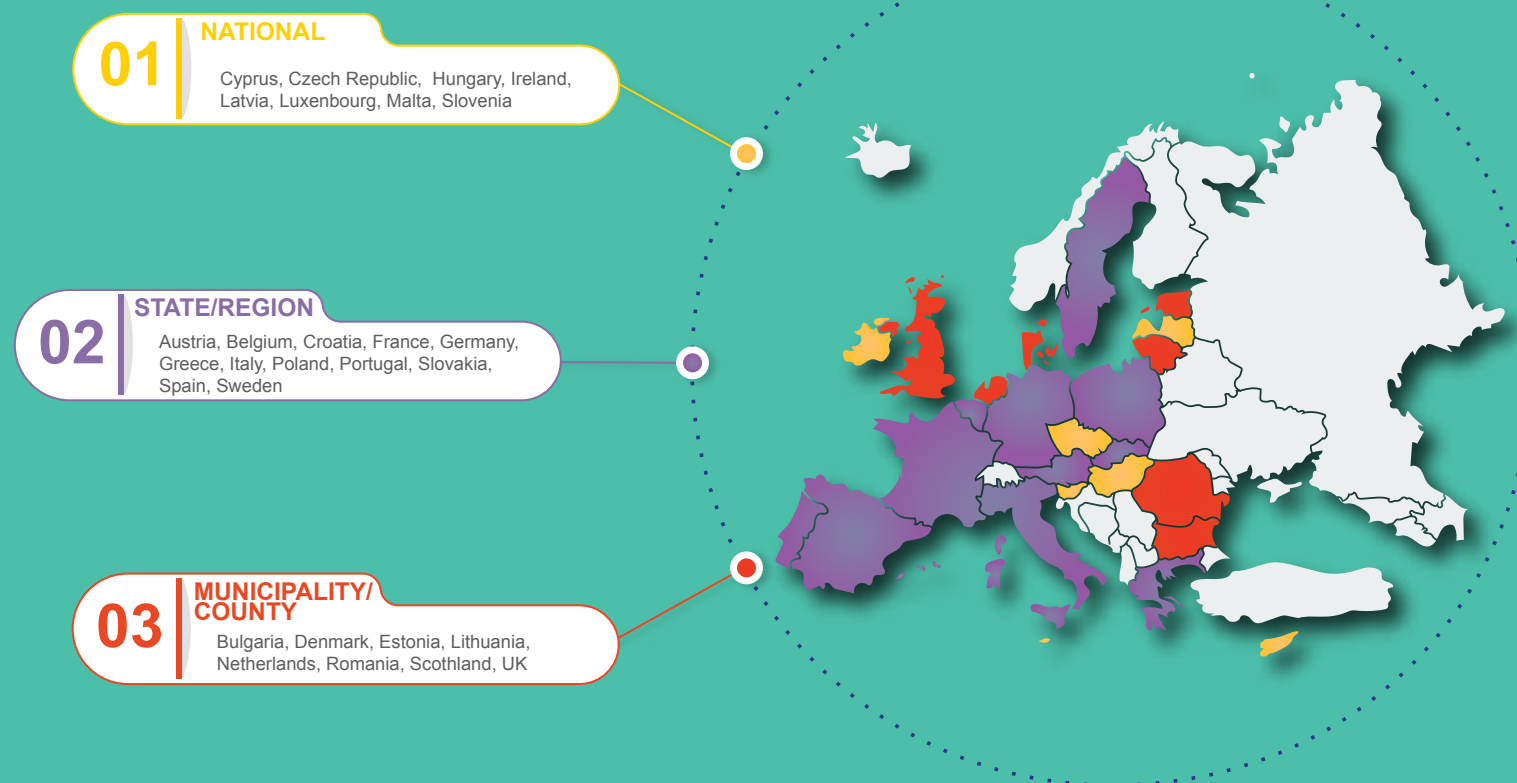 01
NATIONAL
Cyprus, Czech Republic, Hungary, Ireland,
Latvia, Luxenbourg, Malta, Slovenia
02
STATE/REGION
Austria, Belgium, Croatia, France, Germany,
Greece, Italy, Poland, Portugal, Slovakia,
Spain, Sweden
03
MUNICIPALITY/
COUNTY
Bulgaria, Denmark, Estonia, Lithuania,
Netherlands, Romania, Scothland, UK